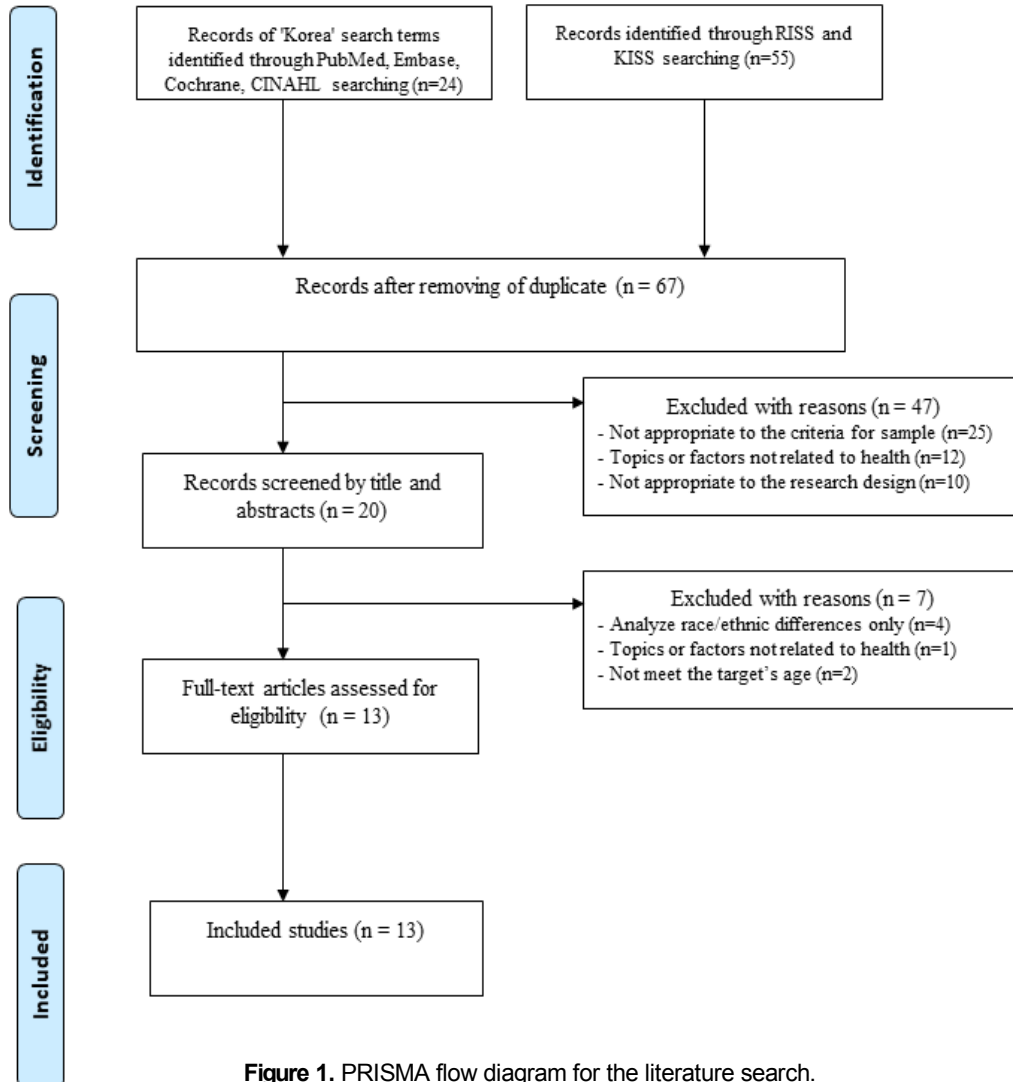 Identification
Records of 'Korea' search terms
identified through PubMed, Embase,
Cochrane, CINAHL searching (n=24)
Records identified through RISS and
KISS searching (n=55)
Screening
Records after removing of duplicate (n = 67)
Excluded with reasons (n = 47)
- Not appropriate to the criteria for sample (n=25)
- Topics or factors not related to health (n=12)
- Not appropriate to the research design (n=10)
Records screened by title and
abstracts (n = 20)
Eligibility
Excluded with reasons (n = 7)
- Analyze race/ethnic differences only (n=4)
- Topics or factors not related to health (n=1)
- Not meet the target's age (n=2)
Full-text articles assessed for
eligibility (n = 13)
Included
Included studies (n = 13)
Figure 1. PRISMA flow diagram for the literature search.